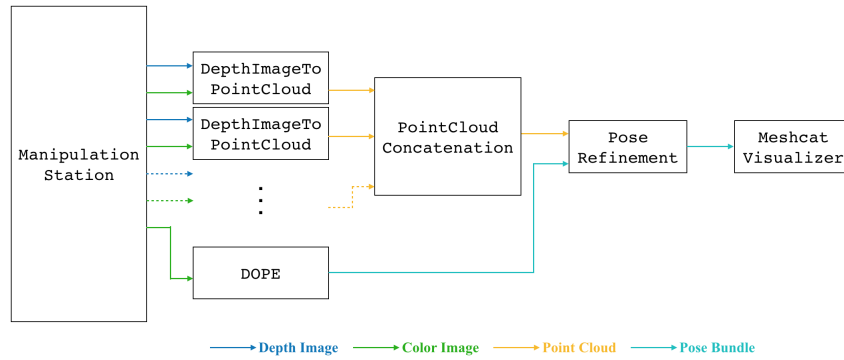 Manipulation
Station
DepthImageTo
PointCloud
DepthImageTo
PointCloud
DOPE
PointCloud
Concatenation
Pose
Refinement
Meshcat
Visualizer
Depth Image
Color Image
Point Cloud
Pose Bundle